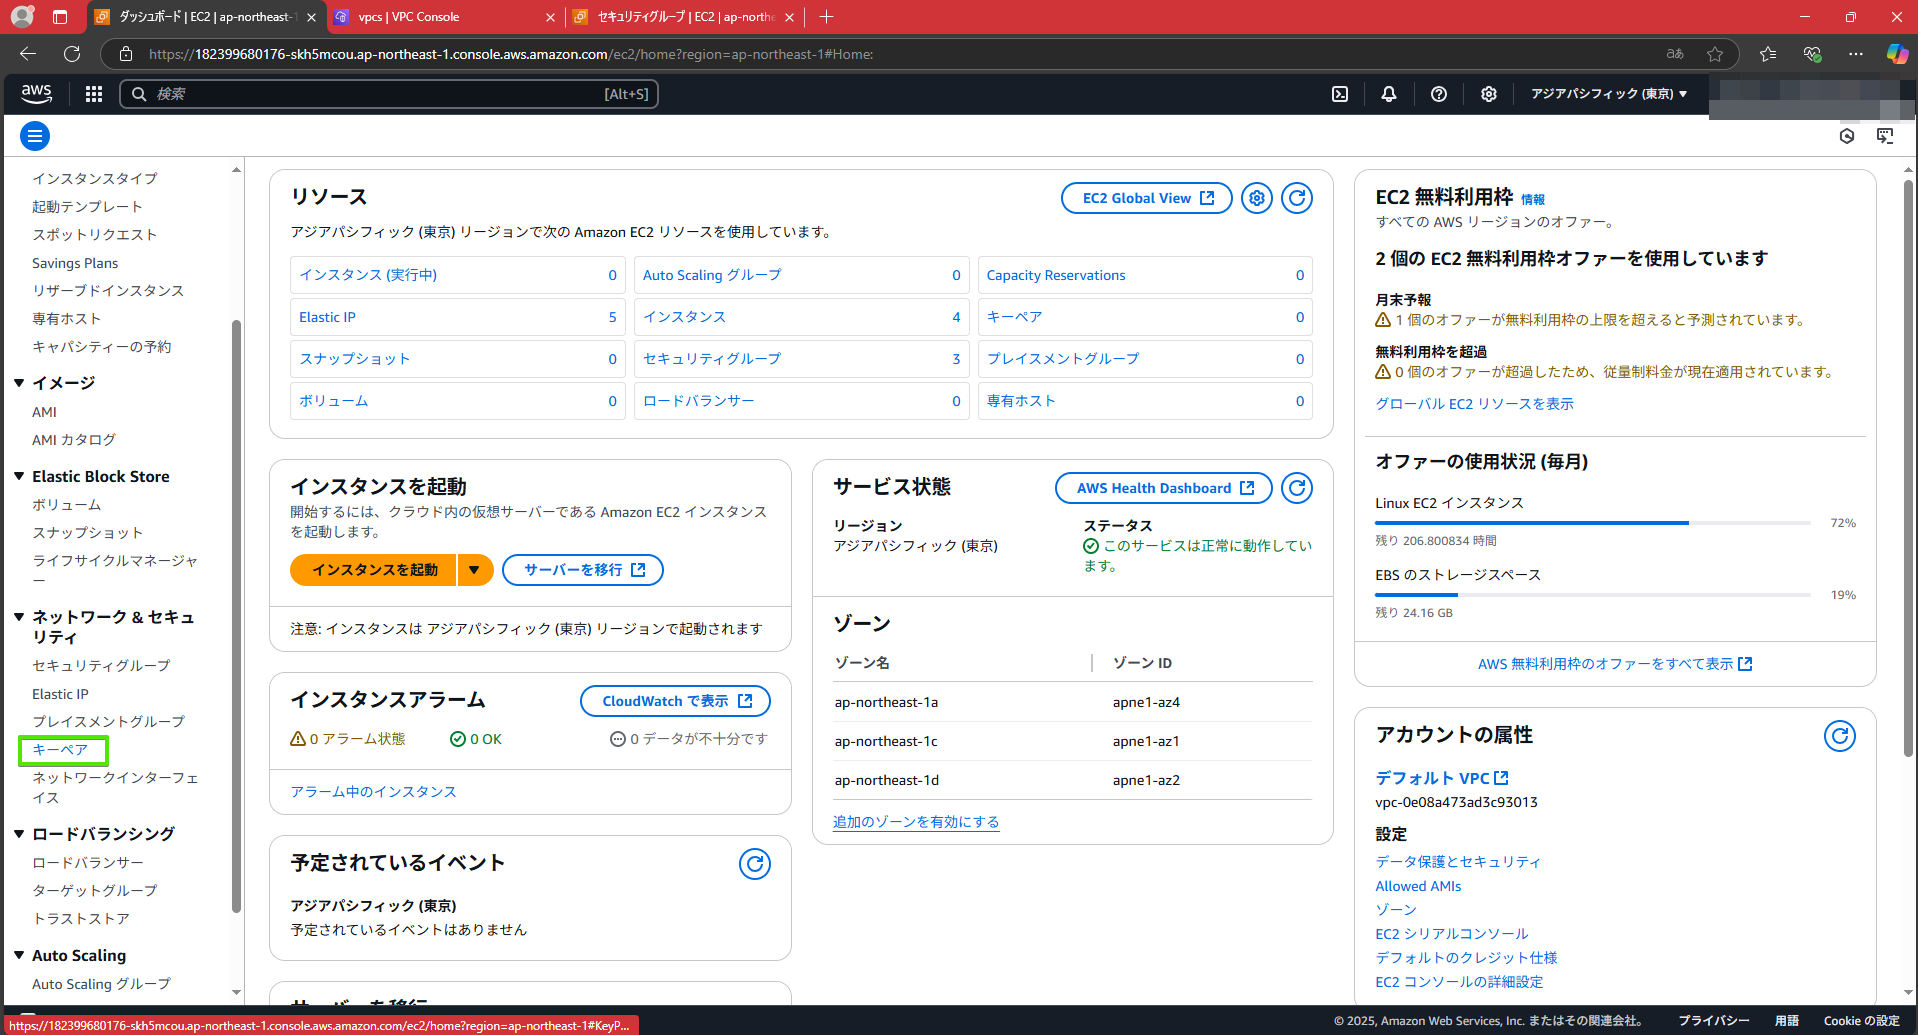 ダッシュボード | EC2 | ap-northeast-1
vpcs | VPC Console
セキュリティグループ | EC2 | ap-northe
https://182399680176-skh5mcou.ap-northeast-1.console.aws.amazon.com/ec2/home?region=ap-northeast-1#Home:
aあ
aws
検索
[Alt+S]
アジアパシフィック (東京)
インスタンスタイプ
起動テンプレート
スポットリクエスト
Savings Plans
リザーブドインスタンス
専有ホスト
キャパシティーの予約
イメージ
AMI
AMI カタログ
Elastic Block Store
ボリューム
スナップショット
ライフサイクルマネージャ
ー
ネットワーク & セキュ
リティ
セキュリティグループ
Elastic IP
プレイスメントグループ
キーペア
ネットワークインターフェ
イス
ロードバランシング
ロードバランサー
ターゲットグループ
トラストストア
Auto Scaling
Auto Scaling グループ
リソース
EC2 Global View
アジアパシフィック (東京) リージョンで次の Amazon EC2 リソースを使用しています。
インスタンス (実行中) 0
Auto Scaling グループ 0
Capacity Reservations 0
Elastic IP 5
インスタンス 4
キーペア 0
スナップショット 0
セキュリティグループ 3
プレイスメントグループ 0
ボリューム 0
ロードバランサー 0
専有ホスト 0
インスタンスを起動
開始するには、クラウド内の仮想サーバーである Amazon EC2 インスタンス
を起動します。
インスタンスを起動
サーバーを移行
注意: インスタンスは アジアパシフィック (東京) リージョンで起動されます
インスタンスアラーム
CloudWatch で表示
0 アラーム状態
0 OK
0 データが不十分です
アラーム中のインスタンス
予定されているイベント
アジアパシフィック (東京)
予定されているイベントはありません
サーバーを移行
サービス状態
AWS Health Dashboard
リージョン
アジアパシフィック (東京)
ステータス
このサービスは正常に動作してい
ます。
ゾーン
ゾーン名 ゾーン ID
ap-northeast-1a apne1-az4
ap-northeast-1c apne1-az1
ap-northeast-1d apne1-az2
追加のゾーンを有効にする
EC2 無料利用枠 情報
すべての AWS リージョンのオファー。
2 個の EC2 無料利用枠オファーを使用しています
月末予報
1 個のオファーが無料利用枠の上限を超えると予測されています。
無料利用枠を超過
0 個のオファーが超過したため、従量制料金が現在適用されています。
グローバル EC2 リソースを表示
オファーの使用状況 (毎月)
Linux EC2 インスタンス
72%
残り 206.800834 時間
EBS のストレージスペース
19%
残り 24.16 GB
AWS 無料利用枠のオファーをすべて表示
アカウントの属性
デフォルト VPC
vpc-0e08a473ad3c93013
設定
データ保護とセキュリティ
Allowed AMIs
ゾーン
EC2 シリアルコンソール
デフォルトのクレジット仕様
EC2 コンソールの詳細設定
https://182399680176-skh5mcou.ap-northeast-1.console.aws.amazon.com/ec2/home?region=ap-northeast-1#KeyP...
© 2025, Amazon Web Services, Inc. またはその関連会社。
プライバシー
用語
Cookie の設定